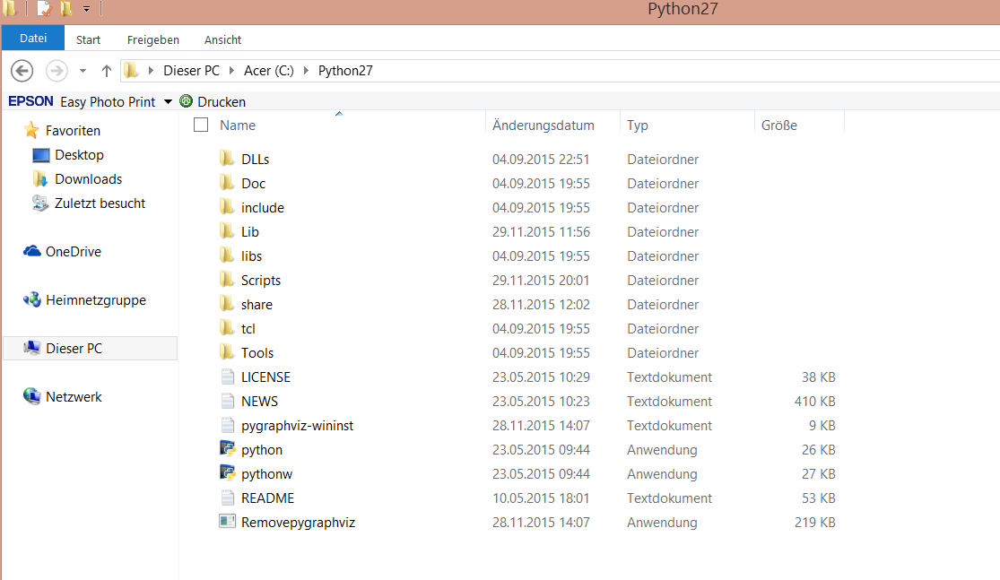 Python27
Datei Start Freigeben Ansicht
Dieser PC Acer (C:) Python27
EPSON Easy Photo Print Drucken
Favoriten
Desktop
Downloads
Zuletzt besucht
OneDrive
Heimnetzgruppe
Dieser PC
Netzwerk
Name Änderungsdatum Typ Größe
DLLs 04.09.2015 22:51 Dateiordner
Doc 04.09.2015 19:55 Dateiordner
include 04.09.2015 19:55 Dateiordner
Lib 29.11.2015 11:56 Dateiordner
libs 04.09.2015 19:55 Dateiordner
Scripts 29.11.2015 20:01 Dateiordner
share 28.11.2015 12:02 Dateiordner
tcl 04.09.2015 19:55 Dateiordner
Tools 04.09.2015 19:55 Dateiordner
LICENSE 23.05.2015 10:29 Textdokument 38 KB
NEWS 23.05.2015 10:23 Textdokument 410 KB
pygraphviz-wininst 28.11.2015 14:07 Textdokument 9 KB
python 23.05.2015 09:44 Anwendung 26 KB
pythonw 23.05.2015 09:44 Anwendung 27 KB
README 10.05.2015 18:01 Textdokument 53 KB
Removepygraphviz 28.11.2015 14:07 Anwendung 219 KB